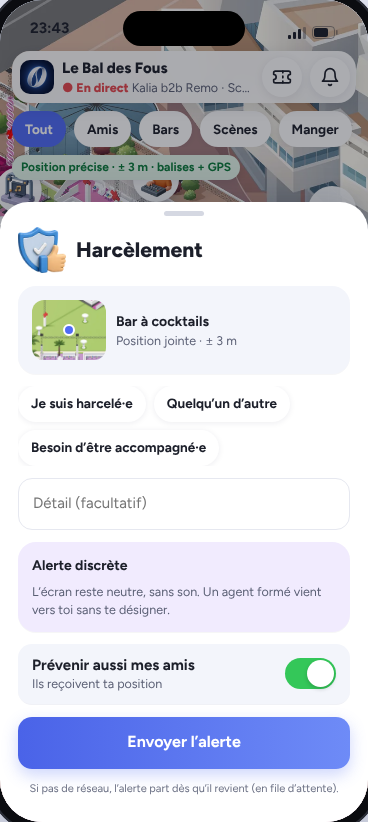 23:43
Le Bal des Fous
En direct Kalia b2b Remo · Sc...
Tout
Amis
Bars
Scènes
Manger
Position précise · ± 3 m · balises + GPS
Harcèlement
Bar à cocktails
Position jointe · ± 3 m
Je suis harcelé·e
Quelqu’un d’autre
Besoin d’être accompagné·e
Détail (facultatif)
Alerte discrète
L’écran reste neutre, sans son. Un agent formé vient
vers toi sans te désigner.
Prévenir aussi mes amis
Ils reçoivent ta position
Envoyer l’alerte
Si pas de réseau, l’alerte part dès qu’il revient (en file d’attente).